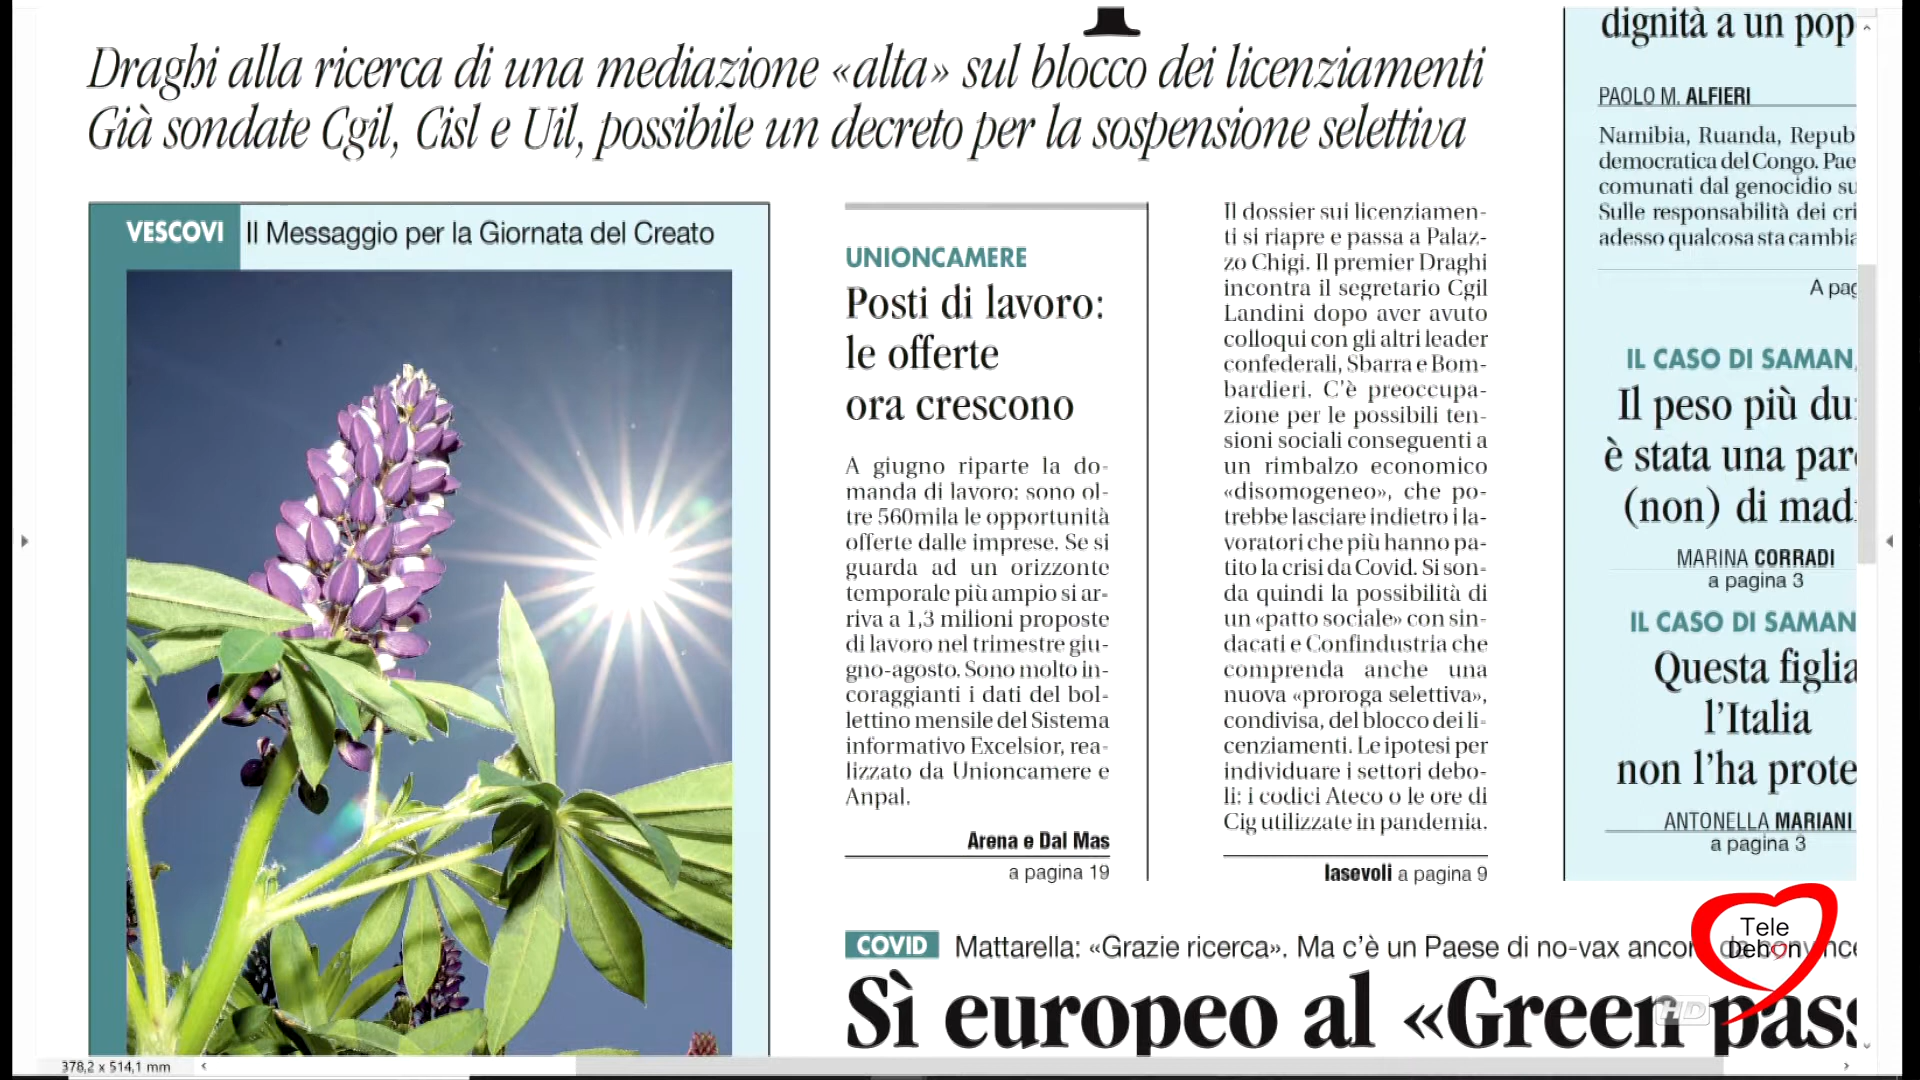 Draghi alla ricerca di una mediazione «alta» sul blocco dei licenziamenti
Già sondate Cgil, Cisl e Uil, possibile un decreto per la sospensione selettiva
VESCOVI Il Messaggio per la Giornata del Creato
UNIONCAMERE
Posti di lavoro:
le offerte
ora crescono
A giugno riparte la do-
manda di lavoro: sono ol-
tre 560mila le opportunità
offerte dalle imprese. Se si
guarda ad un orizzonte
temporale più ampio si ar-
riva a 1,3 milioni proposte
di lavoro nel trimestre giu-
gno-agosto. Sono molto in-
coraggianti i dati del bol-
lettino mensile del Sistema
informativo Excelsior, rea-
lizzato da Unioncamere e
Anpal.
Arena e Dal Mas
a pagina 19
Il dossier sui licenziamen-
ti si riapre e passa a Palaz-
zo Chigi. Il premier Draghi
incontra il segretario Cgil
Landini dopo aver avuto
colloqui con gli altri leader
confederali, Sbarra e Bom-
bardieri. C'è preoccupa-
zione per le possibili ten-
sioni sociali conseguenti a
un rimbalzo economico
«disomogeneo», che po-
trebbe lasciare indietro i la-
voratori che più hanno pa-
tito la crisi da Covid. Si son-
da quindi la possibilità di
un «patto sociale» con sin-
dacati e Confindustria che
comprenda anche una
nuova «proroga selettiva»,
condivisa, del blocco dei li-
cenziamenti. Le ipotesi per
individuare i settori debo-
li: i codici Ateco o le ore di
Cig utilizzate in pandemia.
Iasevoli a pagina 9
dignità a un pop
PAOLO M. ALFIERI
Namibia, Ruanda, Repub
democratica del Congo. Pae
comunati dal genocidio su
Sulle responsabilità dei cri
adesso qualcosa sta cambia
A pag
IL CASO DI SAMAN,
Il peso più du
è stata una par
(non) di mad
MARINA CORRADI
a pagina 3
IL CASO DI SAMAN
Questa figlia
l'Italia
non l'ha prote
ANTONELLA MARIANI
a pagina 3
COVID Mattarella: «Grazie ricerca». Ma c'è un Paese di no-vax ancor
Sì europeo al «Green pass
Tele
Dehon
HD
378,2 x 514,1 mm